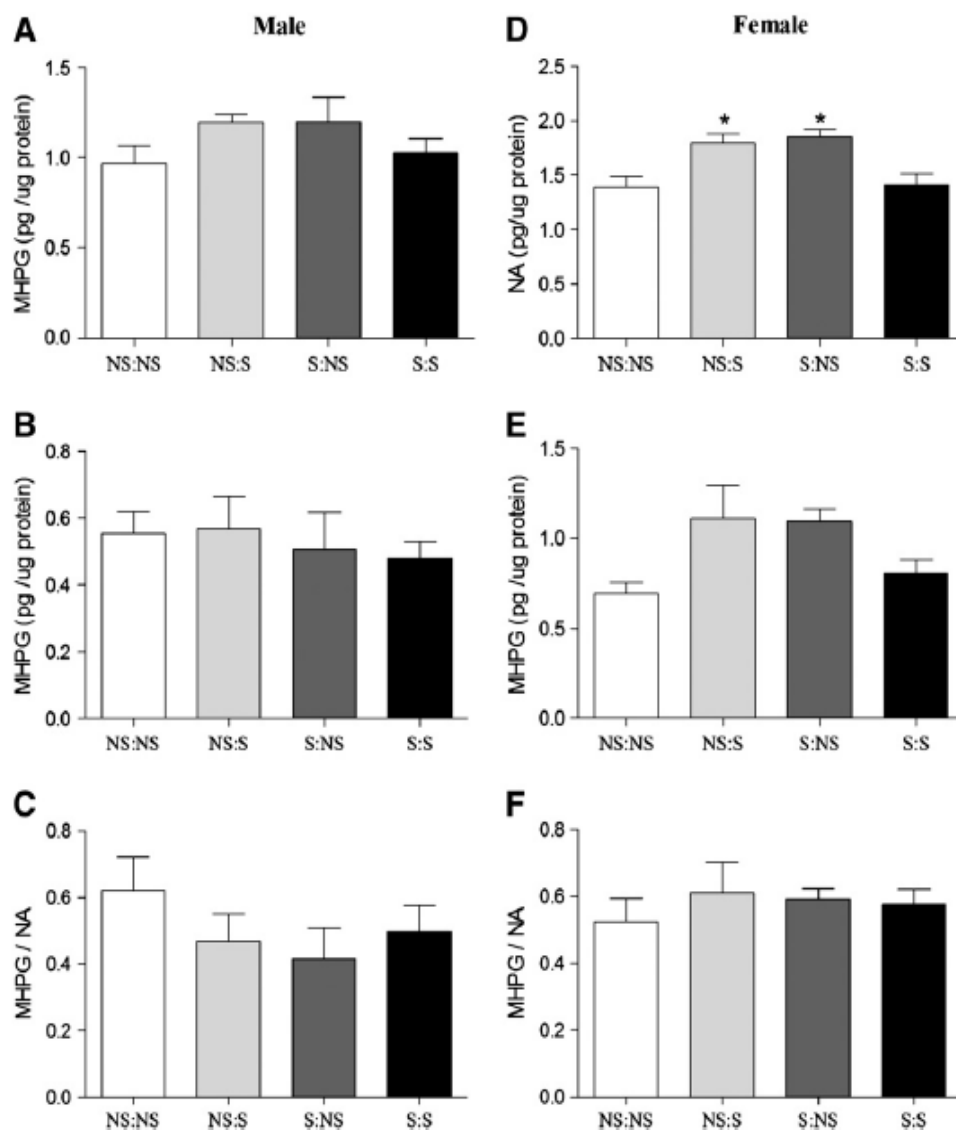 A Male
MHPG (pg /ug protein)
1.5
1.0
0.5
0.0
NS:NS NS:S S:NS S:S
D Female
NA (pg/ug protein)
2.5
2.0
1.5
1.0
0.5
0.0
* *
NS:NS NS:S S:NS S:S
B
MHPG (pg /ug protein)
0.8
0.6
0.4
0.2
0.0
NS:NS NS:S S:NS S:S
E
MHPG (pg /ug protein)
1.5
1.0
0.5
0.0
NS:NS NS:S S:NS S:S
C
MHPG / NA
0.8
0.6
0.4
0.2
0.0
NS:NS NS:S S:NS S:S
F
MHPG / NA
0.8
0.6
0.4
0.2
0.0
NS:NS NS:S S:NS S:S